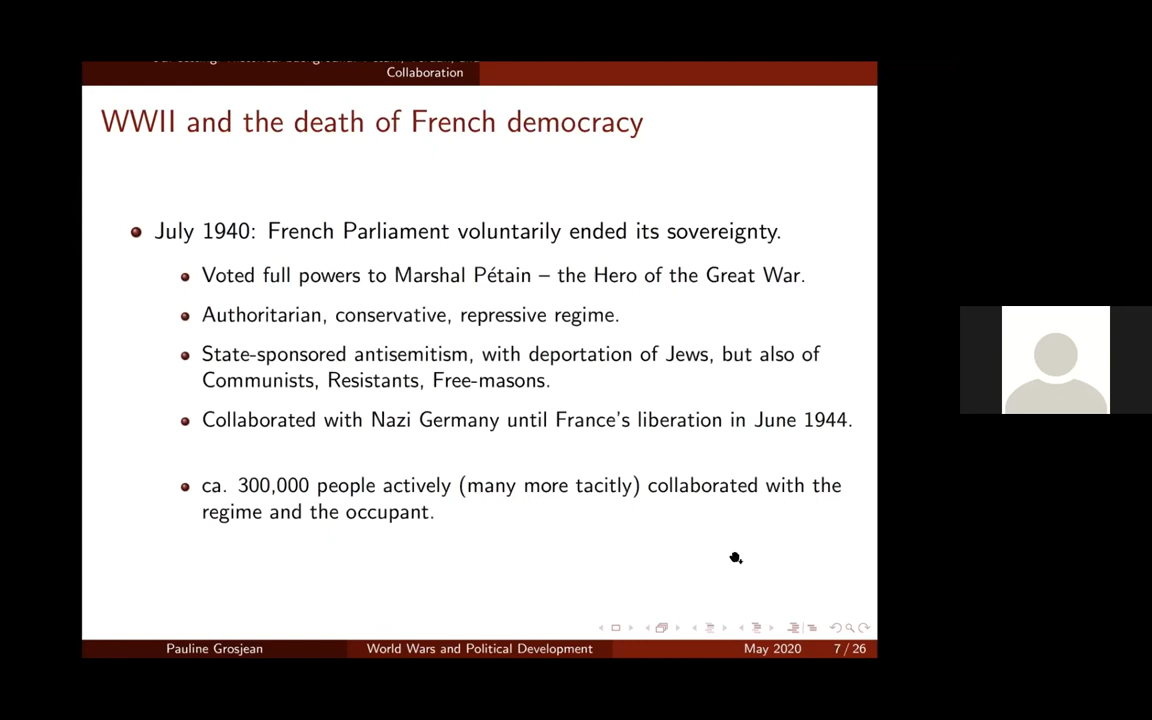 Collaboration
WWII and the death of French democracy
July 1940: French Parliament voluntarily ended its sovereignty.
Voted full powers to Marshal Pétain – the Hero of the Great War.
Authoritarian, conservative, repressive regime.
State-sponsored antisemitism, with deportation of Jews, but also of
Communists, Resistants, Free-masons.
Collaborated with Nazi Germany until France's liberation in June 1944.
ca. 300,000 people actively (many more tacitly) collaborated with the
regime and the occupant.
Pauline Grosjean World Wars and Political Development May 2020 7 / 26